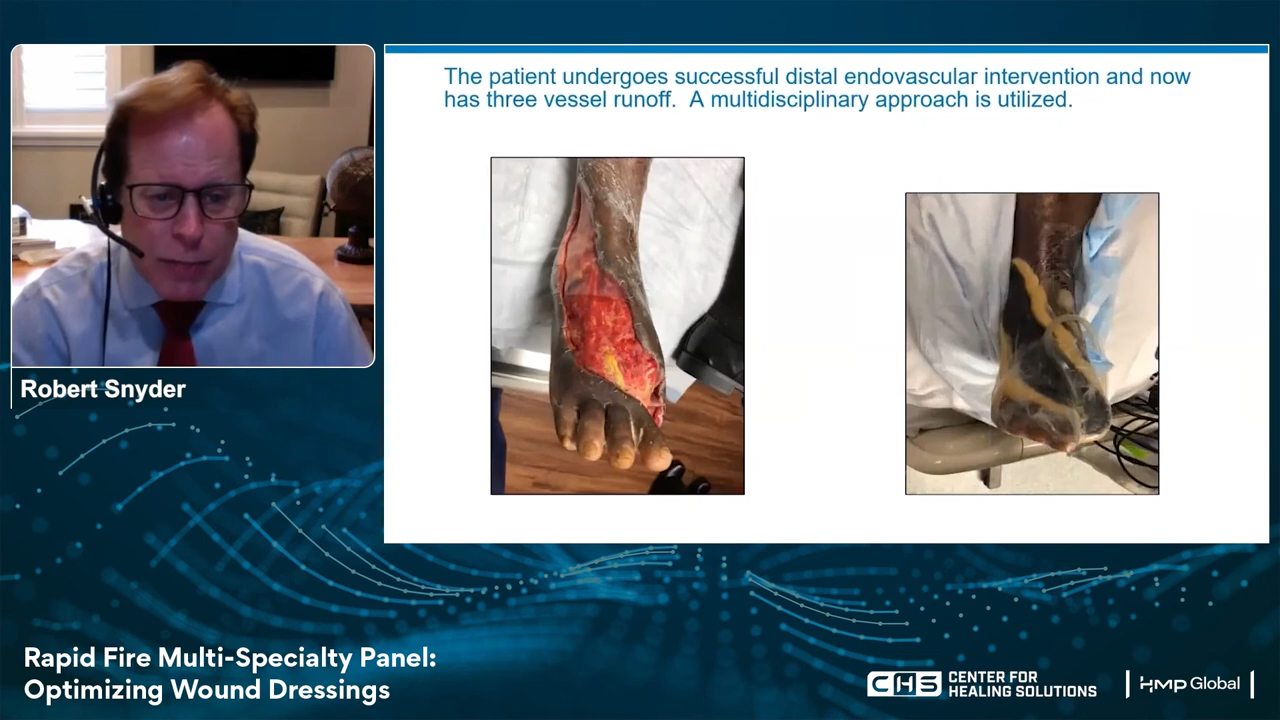 The patient undergoes successful distal endovascular intervention and now
has three vessel runoff.  A multidisciplinary approach is utilized.
Robert Snyder
Rapid Fire Multi-Specialty Panel:
Optimizing Wound Dressings
CHS CENTER FOR
HEALING SOLUTIONS
HMP Global